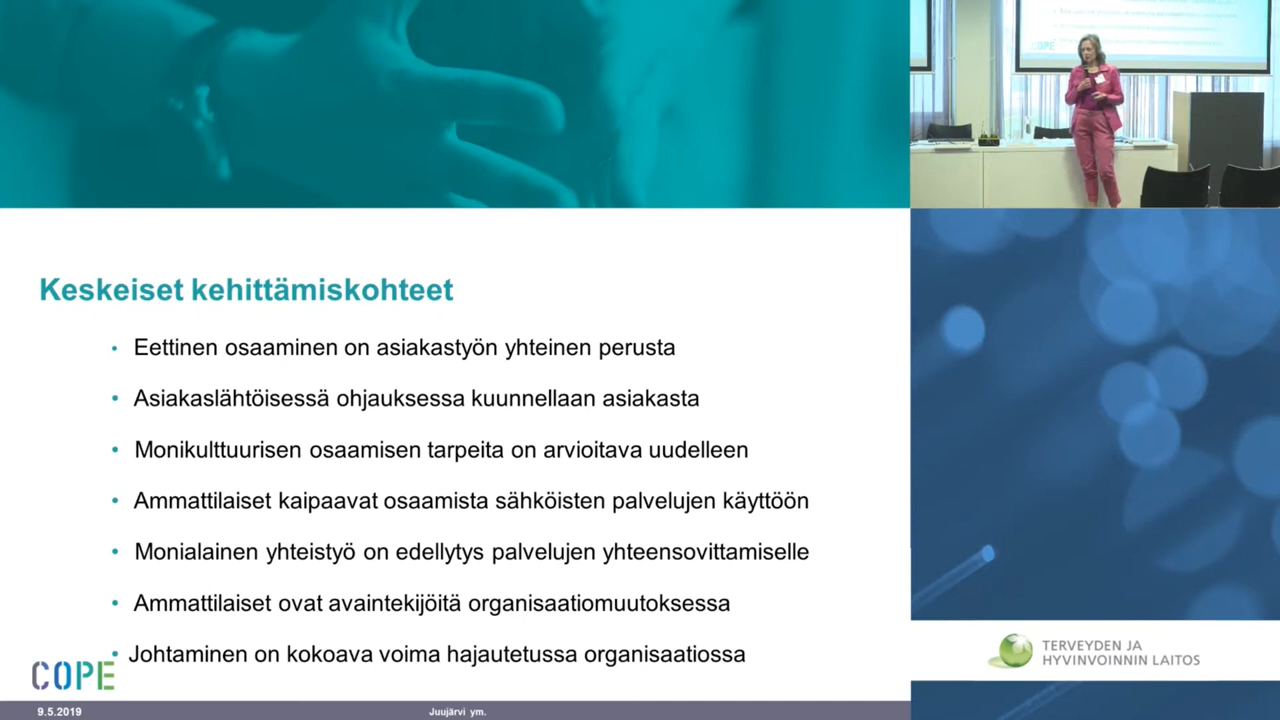 Keskeiset kehittämiskohteet
• Eettinen osaaminen on asiakastyön yhteinen perusta
• Asiakaslähtöisessä ohjauksessa kuunnellaan asiakasta
• Monikulttuurisen osaamisen tarpeita on arvioitava uudelleen
• Ammattilaiset kaipaavat osaamista sähköisten palvelujen käyttöön
• Monialainen yhteistyö on edellytys palvelujen yhteensovittamiselle
• Ammattilaiset ovat avaintekijöitä organisaatiomuutoksessa
• Johtaminen on kokoava voima hajautetussa organisaatiossa
COPE
9.5.2019
Juujärvi ym.
COPE
TERVEYDEN JA
HYVINVOINNIN LAITOS